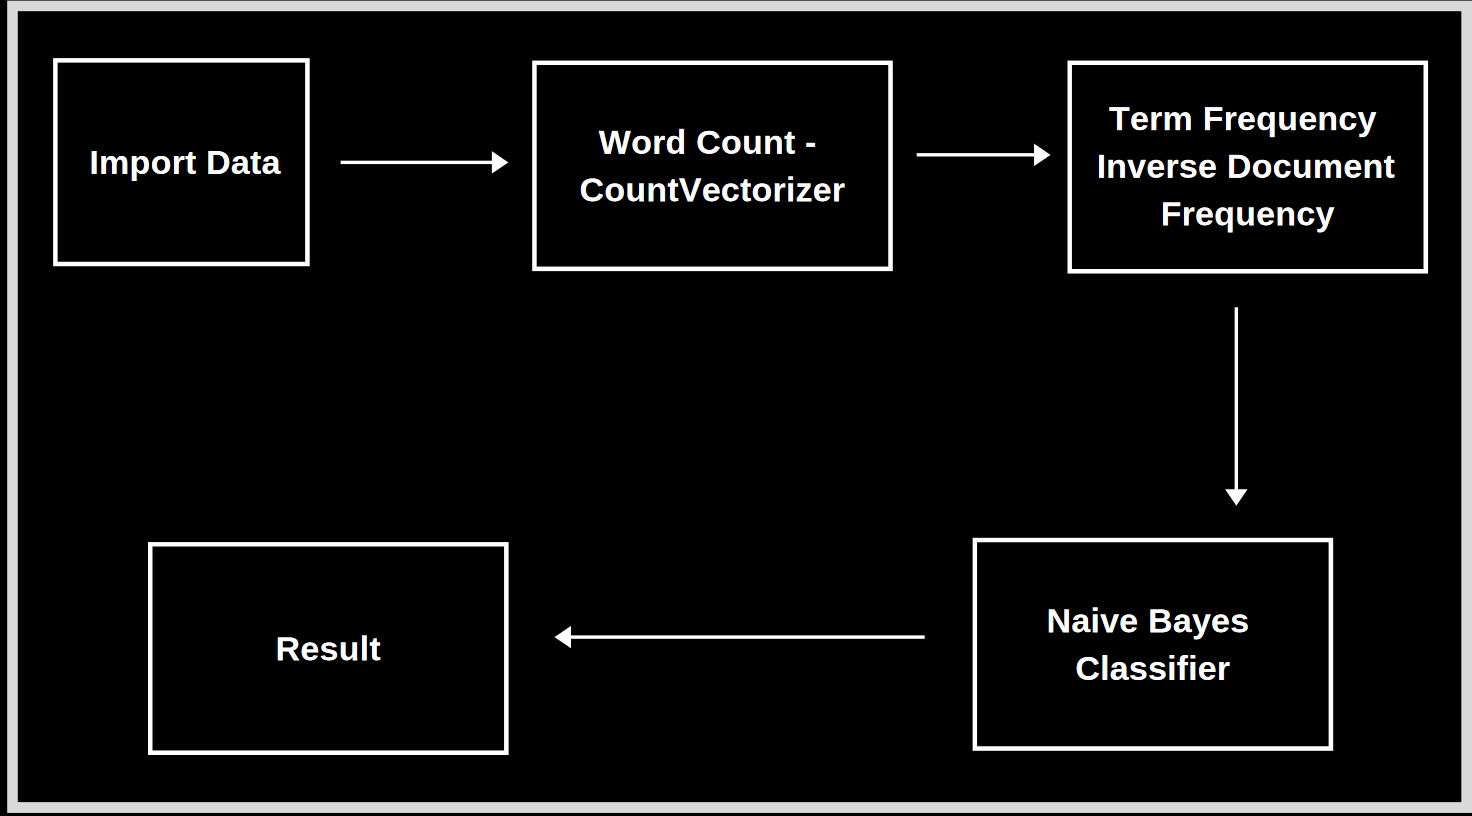 Import Data
Word Count -
CountVectorizer
Term Frequency
Inverse Document
Frequency
Naive Bayes
Classifier
Result